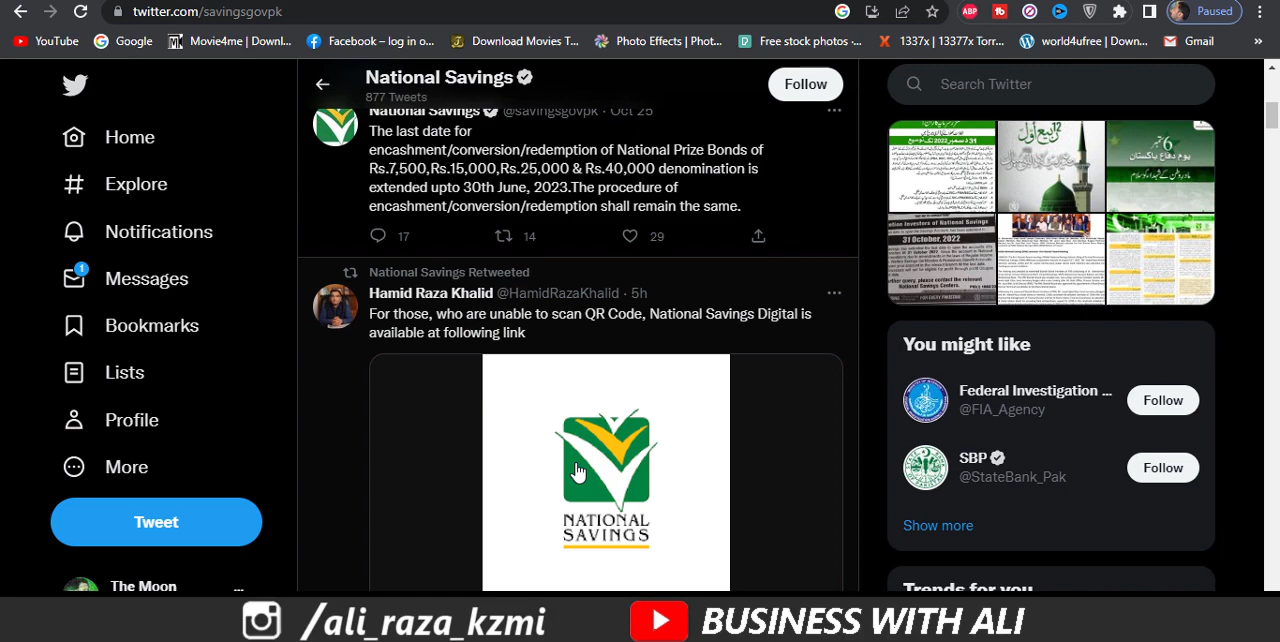 twitter.com/savingsgovpk
Paused
YouTube
Google
Movie4me | Downl...
Facebook – log in o...
Download Movies T...
Photo Effects | Phot...
Free stock photos -...
1337x | 13377x Torr...
world4ufree | Down...
Gmail
»
Home
Explore
Notifications
1
Messages
Bookmarks
Lists
Profile
More
Tweet
The Moon
National Savings
877 Tweets
Follow
National Savings @savingsgovpk · Oct 25
The last date for
encashment/conversion/redemption of National Prize Bonds of
Rs.7,500,Rs.15,000,Rs.25,000 & Rs.40,000 denomination is
extended upto 30th June, 2023.The procedure of
encashment/conversion/redemption shall remain the same.
17
14
29
National Savings Retweeted
Hamid Raza Khalid @HamidRazaKhalid · 5h
For those, who are unable to scan QR Code, National Savings Digital is
available at following link
NATIONAL
SAVINGS
Search Twitter
31 OCTOBER, 2022
You might like
Federal Investigation ...
@FIA_Agency
Follow
SBP
@StateBank_Pak
Follow
Show more
Trends for you
/ali_raza_kzmi
BUSINESS WITH ALI